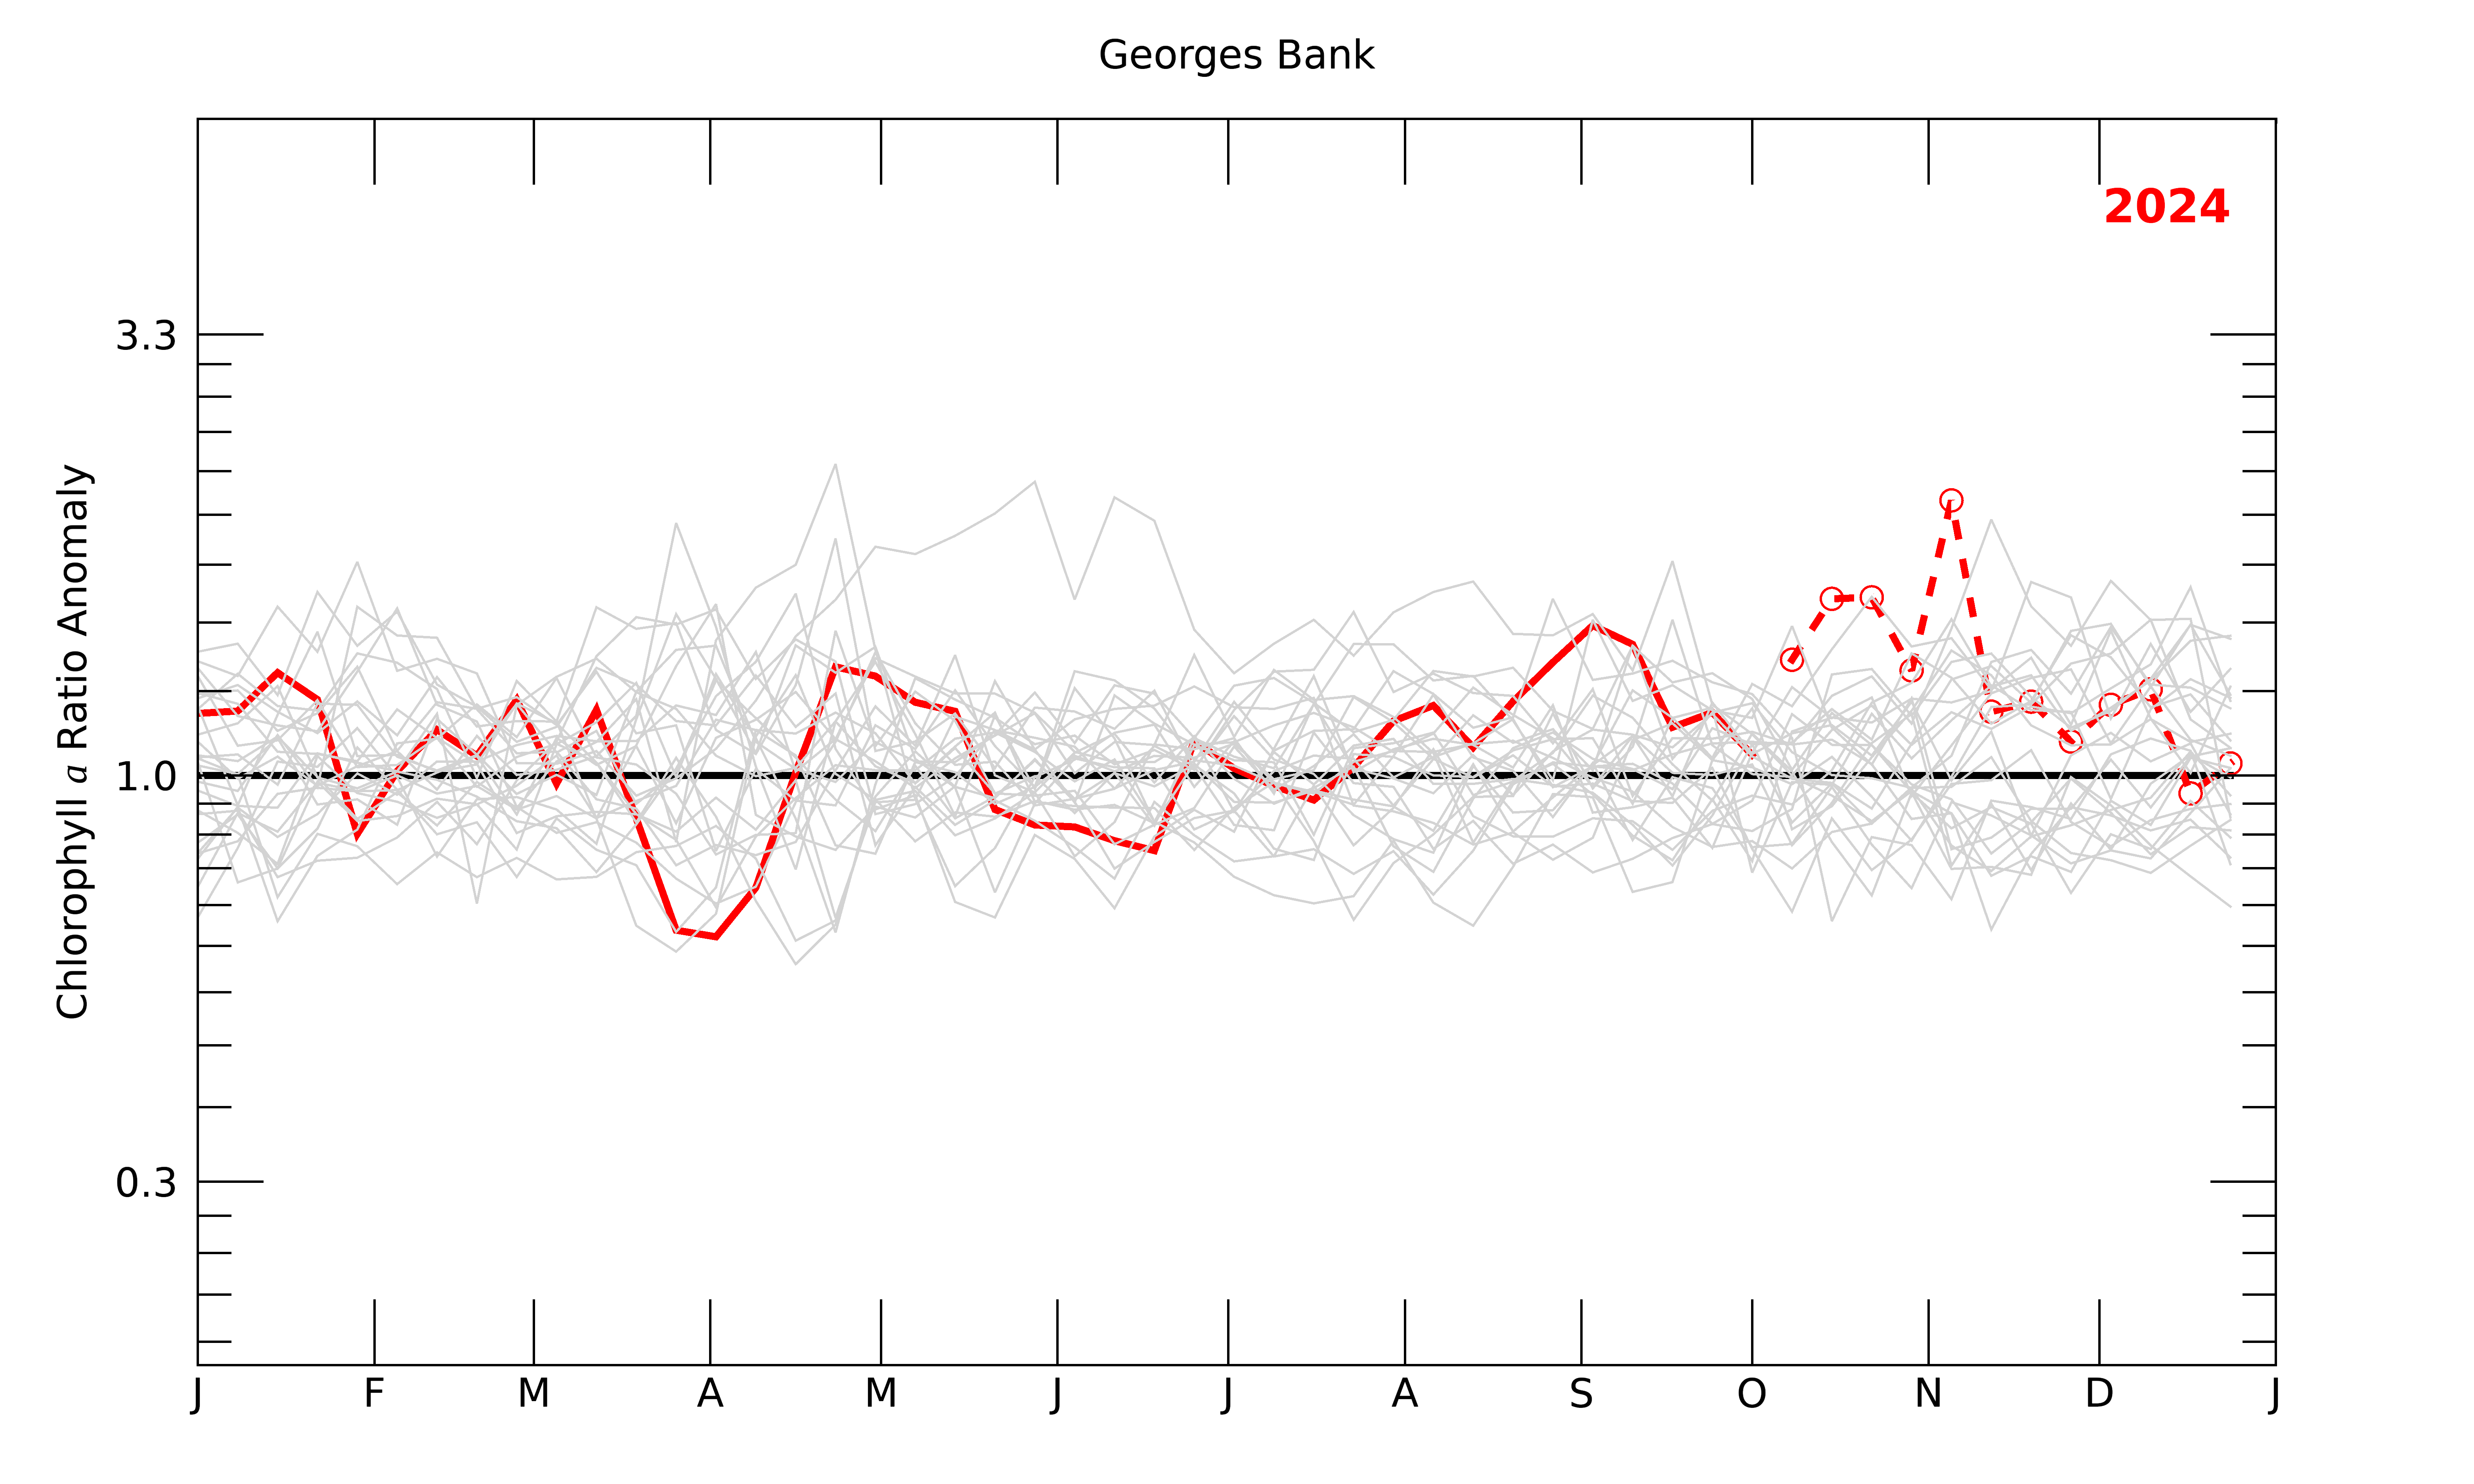 Georges Bank
2024
3.3
1.0
0.3
Chlorophyll a Ratio Anomaly
J F M A M J J A S O N D J